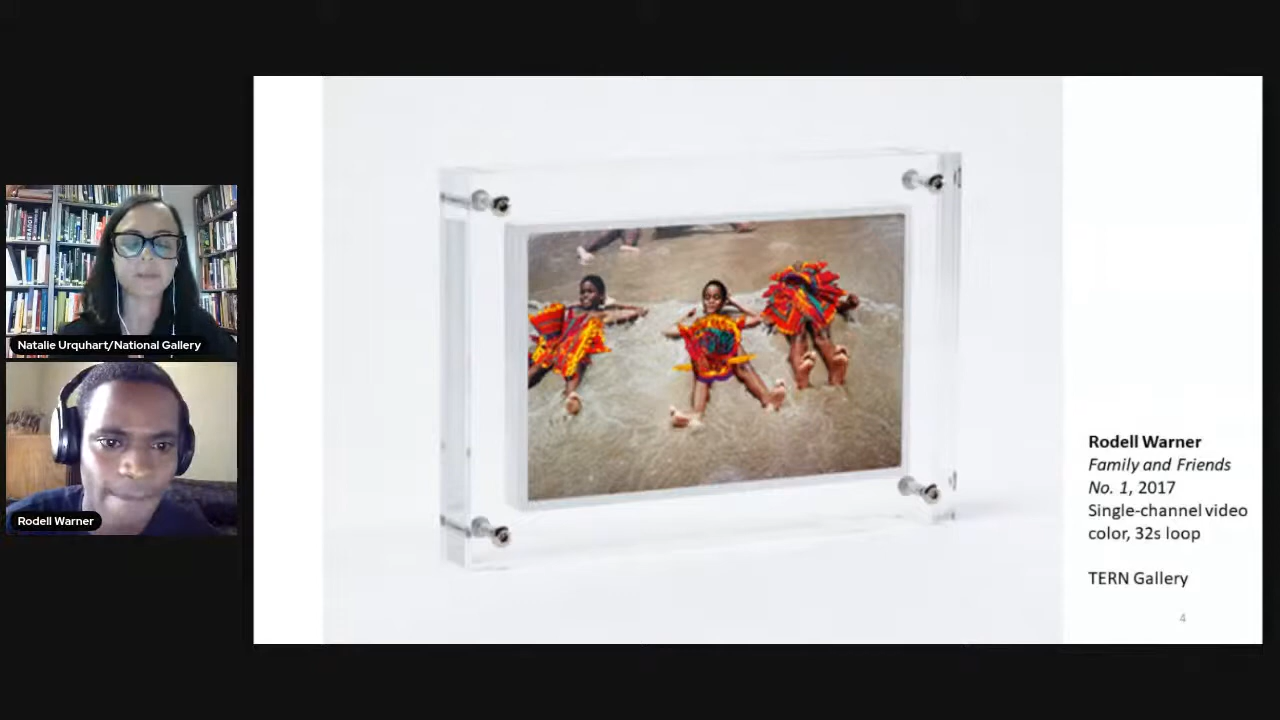 Natalie Urquhart/National Gallery
Rodell Warner
Rodell Warner
Family and Friends
No. 1, 2017
Single-channel video
color, 32s loop
TERN Gallery
4